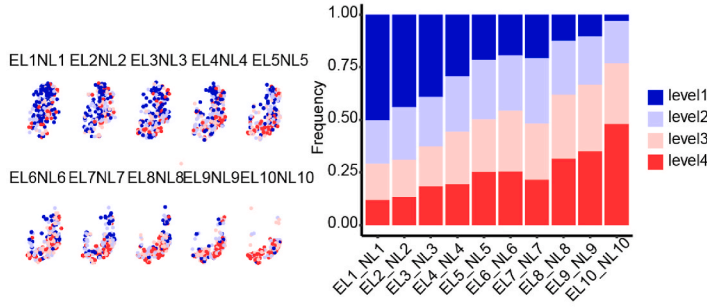 EL1NL1 EL2NL2 EL3NL3 EL4NL4 EL5NL5
EL6NL6 EL7NL7 EL8NL8 EL9NL9 EL10NL10
Frequency
1.00
0.75
0.50
0.25
0.00
EL1_NL1
EL2_NL2
EL3_NL3
EL4_NL4
EL5_NL5
EL6_NL6
EL7_NL7
EL8_NL8
EL9_NL9
EL10_NL10
level1
level2
level3
level4